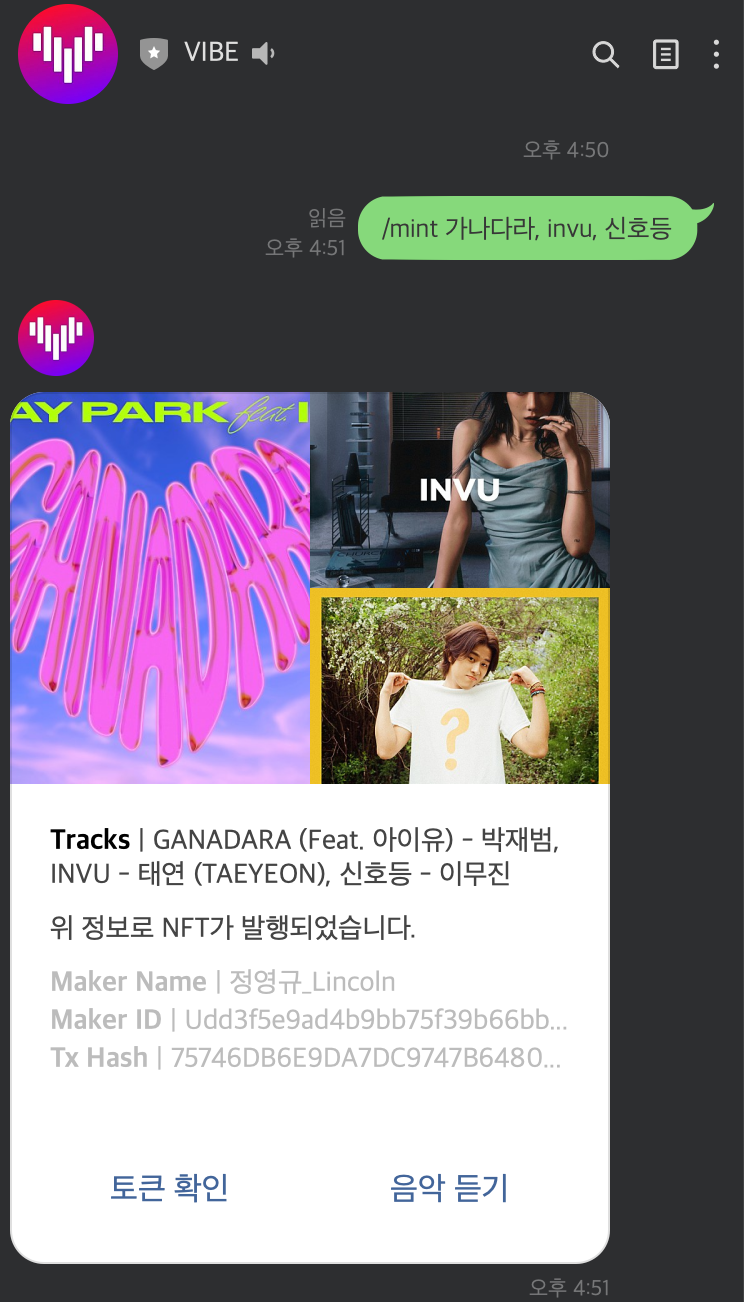 VIBE
오후 4:50
읽음
오후 4:51
/mint 가나다라, invu, 신호등
AY PARK feat. I
GANADARA
INVU
?
Tracks | GANADARA (Feat. 아이유) - 박재범,
INVU - 태연 (TAEYEON), 신호등 - 이무진
위 정보로 NFT가 발행되었습니다.
Maker Name | 정영규_Lincoln
Maker ID | Udd3f5e9ad4b9bb75f39b66bb...
Tx Hash | 75746DB6E9DA7DC9747B6480...
토큰 확인
음악 듣기
오후 4:51